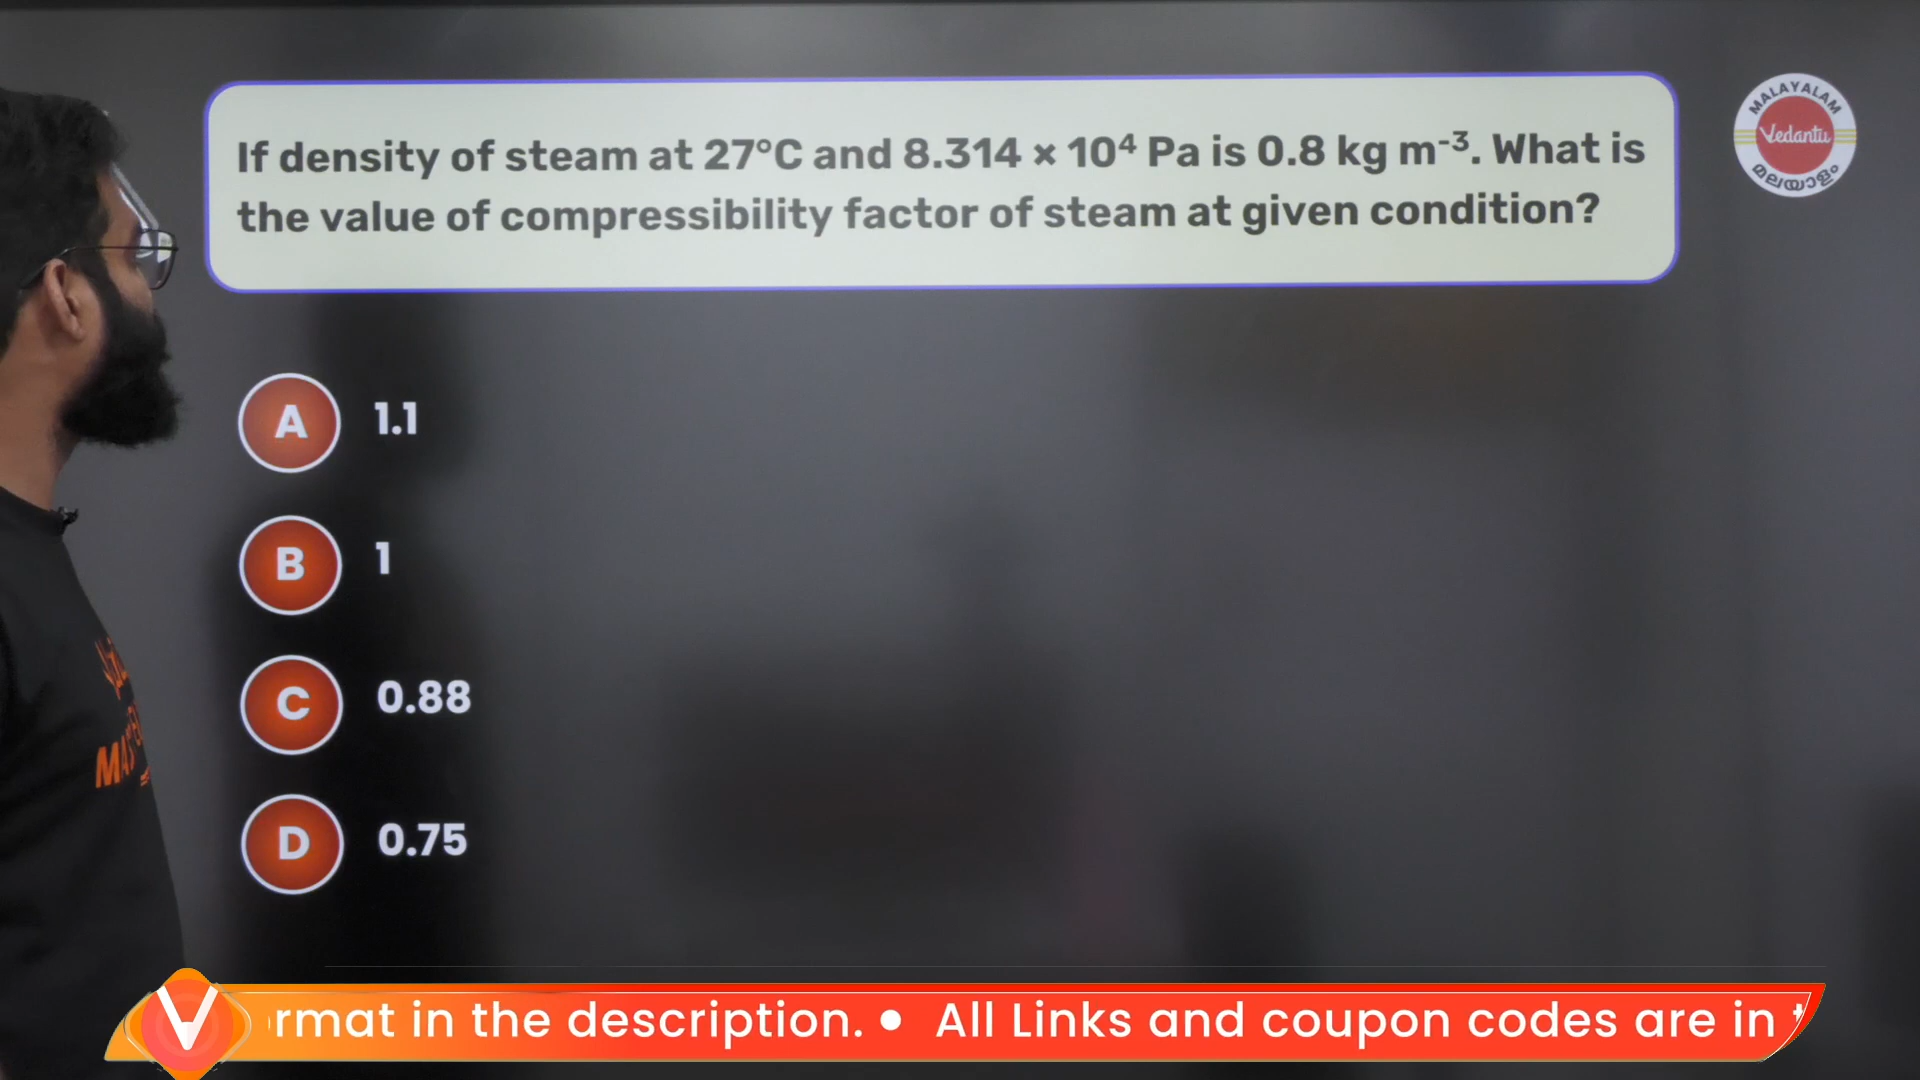 If density of steam at 27°C and 8.314 × 10⁴ Pa is 0.8 kg m⁻³. What is
the value of compressibility factor of steam at given condition?
MALAYALAM
Vedantu
മലയാളം
A 1.1
B 1
C 0.88
D 0.75
V
rmat in the description. ● All Links and coupon codes are in